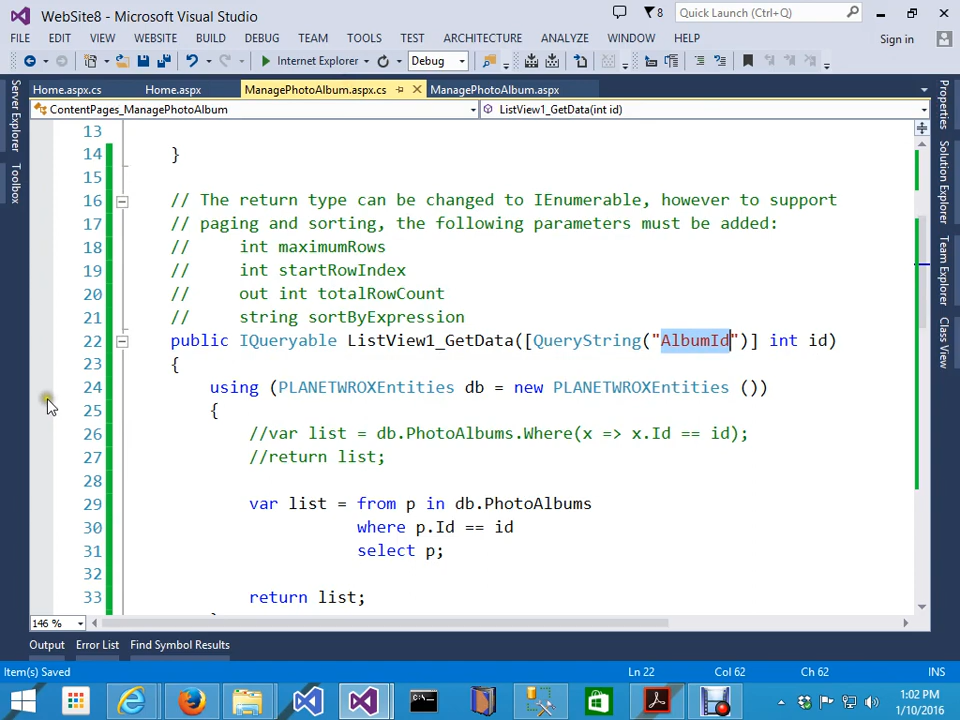 WebSite8 - Microsoft Visual Studio
8
Quick Launch (Ctrl+Q)
FILE EDIT VIEW WEBSITE BUILD DEBUG TEAM TOOLS TEST ARCHITECTURE ANALYZE WINDOW HELP
Sign in
Internet Explorer
Debug
Home.aspx.cs
Home.aspx
ManagePhotoAlbum.aspx.cs
ManagePhotoAlbum.aspx
ContentPages_ManagePhotoAlbum
ListView1_GetData(int id)
Server Explorer
Toolbox
Properties
Solution Explorer
Team Explorer
Class View
13
14 }
15
16 // The return type can be changed to IEnumerable, however to support
17 // paging and sorting, the following parameters must be added:
18 // int maximumRows
19 // int startRowIndex
20 // out int totalRowCount
21 // string sortByExpression
22 public IQueryable ListView1_GetData([QueryString("AlbumId")] int id)
23 {
24 using (PLANETWROXEntities db = new PLANETWROXEntities ())
25 {
26 //var list = db.PhotoAlbums.Where(x => x.Id == id);
27 //return list;
28
29 var list = from p in db.PhotoAlbums
30 where p.Id == id
31 select p;
32
33 return list;
146 %
Output
Error List
Find Symbol Results
Item(s) Saved
Ln 22
Col 62
Ch 62
INS
1:02 PM
1/10/2016